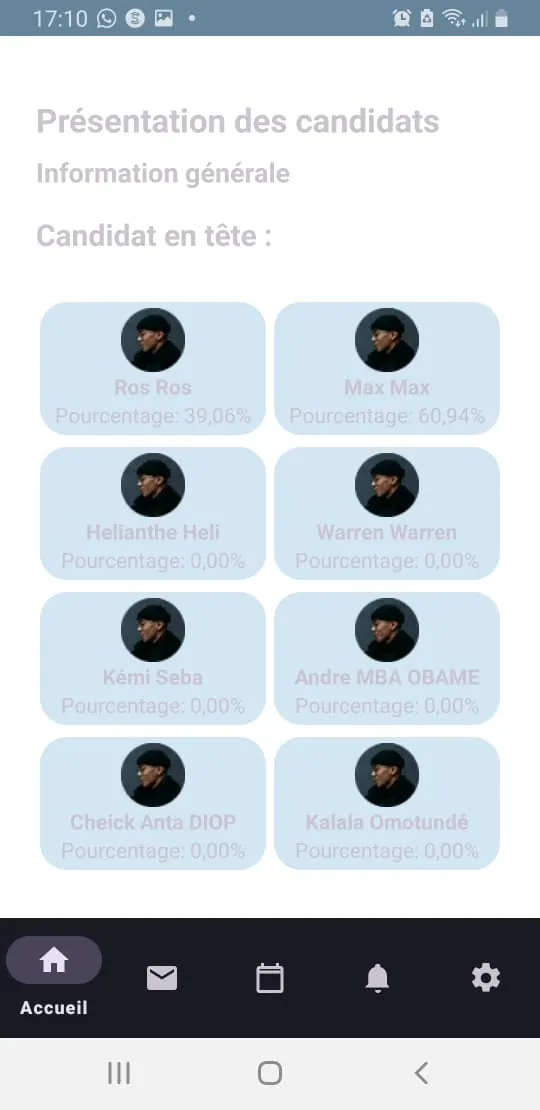 17:10
Présentation des candidats
Information générale
Candidat en tête :
Ros Ros
Pourcentage: 39,06%
Max Max
Pourcentage: 60,94%
Helianthe Heli
Pourcentage: 0,00%
Warren Warren
Pourcentage: 0,00%
Kémi Seba
Pourcentage: 0,00%
Andre MBA OBAME
Pourcentage: 0,00%
Cheick Anta DIOP
Pourcentage: 0,00%
Kalala Omotundé
Pourcentage: 0,00%
Accueil